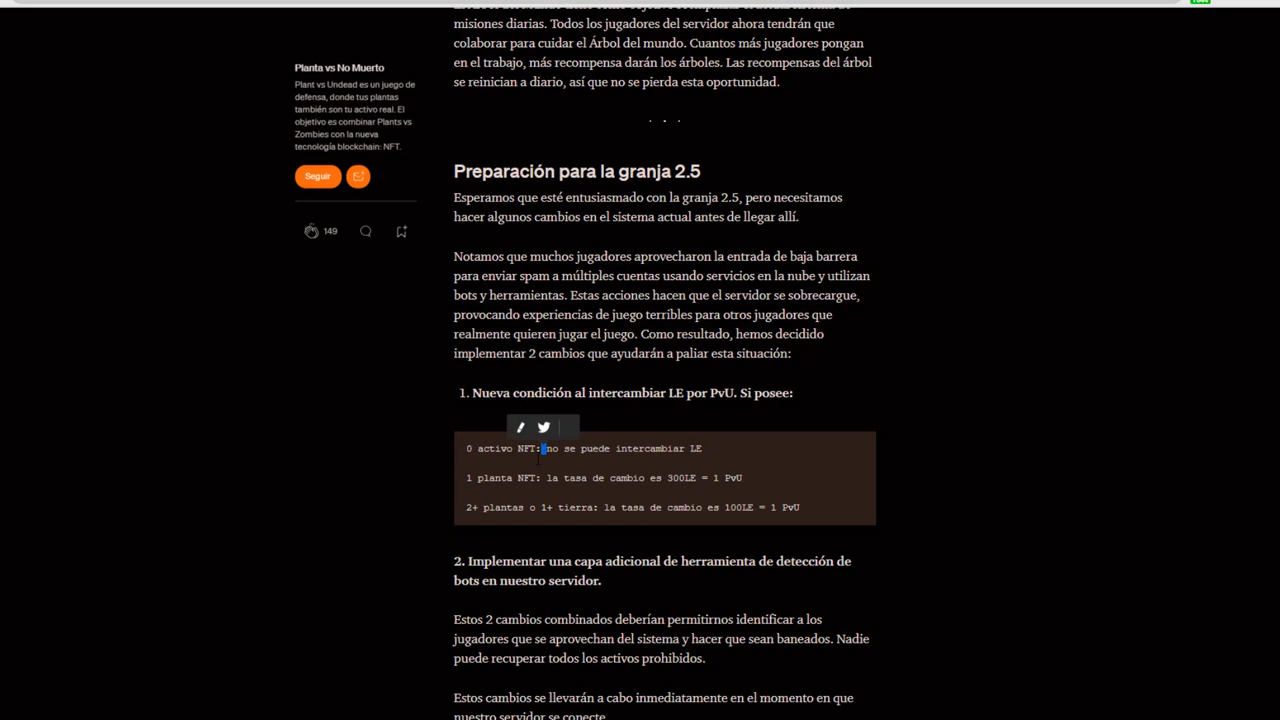 misiones diarias. Todos los jugadores del servidor ahora tendrán que
colaborar para cuidar el Árbol del mundo. Cuantos más jugadores pongan
en el trabajo, más recompensa darán los árboles. Las recompensas del árbol
se reinician a diario, así que no se pierda esta oportunidad.
. . .
Planta vs No Muerto
Plant vs Undead es un juego de
defensa, donde tus plantas
también son tu activo real. El
objetivo es combinar Plants vs
Zombies con la nueva
tecnología blockchain: NFT.
Seguir
149
Preparación para la granja 2.5
Esperamos que esté entusiasmado con la granja 2.5, pero necesitamos
hacer algunos cambios en el sistema actual antes de llegar allí.
Notamos que muchos jugadores aprovecharon la entrada de baja barrera
para enviar spam a múltiples cuentas usando servicios en la nube y utilizan
bots y herramientas. Estas acciones hacen que el servidor se sobrecargue,
provocando experiencias de juego terribles para otros jugadores que
realmente quieren jugar el juego. Como resultado, hemos decidido
implementar 2 cambios que ayudarán a paliar esta situación:
1. Nueva condición al intercambiar LE por PvU. Si posee:
0 activo NFT: no se puede intercambiar LE
1 planta NFT: la tasa de cambio es 300LE = 1 PvU
2+ plantas o 1+ tierra: la tasa de cambio es 100LE = 1 PvU
2. Implementar una capa adicional de herramienta de detección de
bots en nuestro servidor.
Estos 2 cambios combinados deberían permitirnos identificar a los
jugadores que se aprovechan del sistema y hacer que sean baneados. Nadie
puede recuperar todos los activos prohibidos.
Estos cambios se llevarán a cabo inmediatamente en el momento en que
nuestro servidor se conecte.